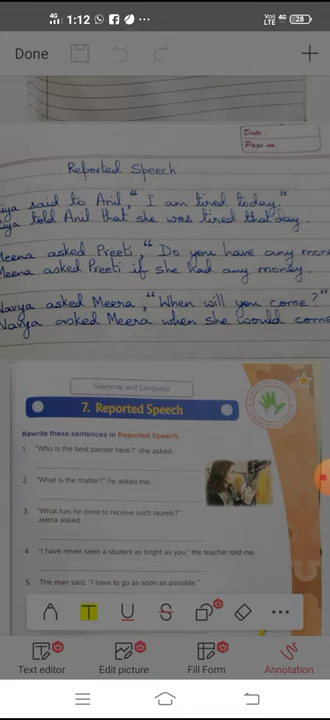 4G 1:12
Voj LTE 4G 28
Done
Date :
Page no.
Reported Speech
said to Anil, "I am tired today."
told Anil that she was tired that day.
Meena asked Preeti, "Do you have any mon
Meena asked Preeti if she had any money.
Navya asked Meera, "When will you come?"
Navya asked Meera when she would come
Grammar and Language
7. Reported Speech
Rewrite these sentences in Reported Speech.
1. "Who is the best painter here?" she asked.
2. "What is the matter?" he asked me.
3. "What has he done to receive such laurels?"
Jeena asked.
4. "I have never seen a student as bright as you," the teacher told me.
5. The man said, "I have to go as soon as possible."
T
U
S
Text editor
Edit picture
Fill Form
Annotation